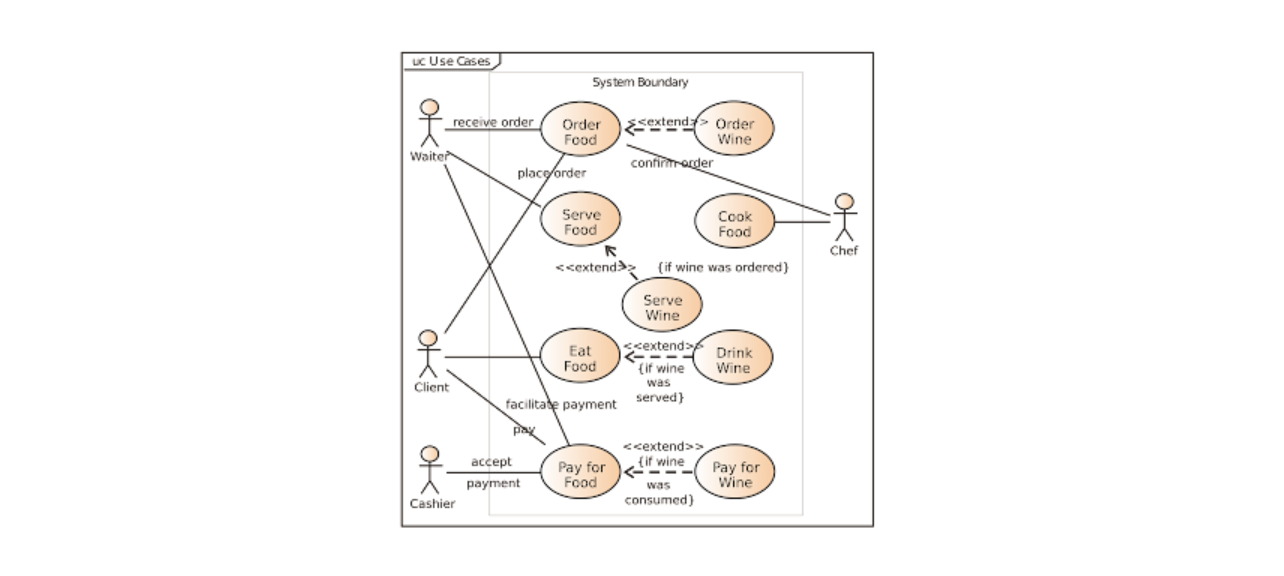 uc Use Cases
System Boundary
receive order
Order
Food
<<extend>>
Order
Wine
Waiter
confirm order
place order
Serve
Food
Cook
Food
Chef
<<extend>>
{if wine was ordered}
Serve
Wine
Client
Eat
Food
<<extend>>
{if wine
was
served}
Drink
Wine
facilitate payment
pay
accept
payment
Pay for
Food
<<extend>>
{if wine
was
consumed}
Pay for
Wine
Cashier